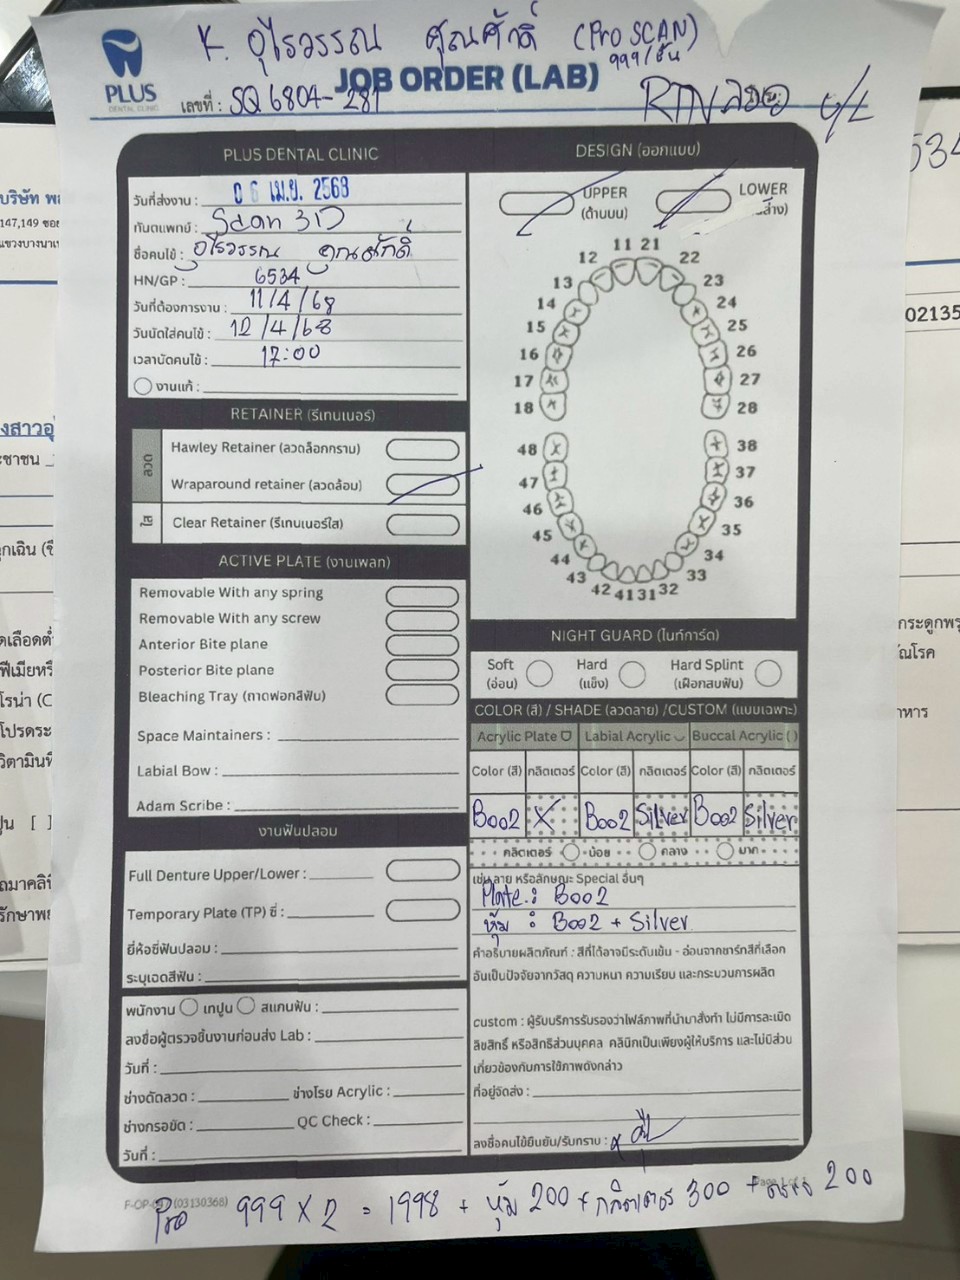 K. อุไรวรรณ คุณศักดิ์ (Pro SCAN)
999/ชิ้น
PLUS
DENTAL CLINIC
JOB ORDER (LAB)
เลขที่ : SQ 6804-281
RTN ลวด U/L
534
PLUS DENTAL CLINIC
วันที่ส่งงาน : 06 เม.ย. 2568
ทันตแพทย์ : Scan 3D
ชื่อคนไข้ : อุไรวรรณ คุณศักดิ์
HN/GP : 6534
วันที่ต้องการงาน : 11/4/68
วันนัดใส่คนไข้ : 12/4/68
เวลานัดคนไข้ : 17:00
งานแก้ :
RETAINER (รีเทนเนอร์)
ลวด
Hawley Retainer (ลวดล็อกกราม)
Wraparound retainer (ลวดล้อม)
ใส
Clear Retainer (รีเทนเนอร์ใส)
ACTIVE PLATE (งานเพลท)
Removable With any spring
Removable With any screw
Anterior Bite plane
Posterior Bite plane
Bleaching Tray (ถาดฟอกสีฟัน)
Space Maintainers :
Labial Bow :
Adam Scribe :
งานฟันปลอม
Full Denture Upper/Lower :
Temporary Plate (TP) ซี่ :
ยี่ห้อซี่ฟันปลอม :
ระบุเฉดสีฟัน :
พนักงาน เทปูน สแกนฟัน :
ลงชื่อผู้ตรวจชิ้นงานก่อนส่ง Lab :
วันที่ :
ช่างดัดลวด : ช่างโรย Acrylic :
ช่างกรอขัด : QC Check :
วันที่ :
DESIGN (ออกแบบ)
UPPER
(ด้านบน)
LOWER
ล่าง)
11 21
12 22
13 23
14 24
15 25
16 26
17 27
18 28
48 38
47 37
46 36
45 35
44 34
43 33
42 41 31 32
NIGHT GUARD (ไนท์การ์ด)
Soft
(อ่อน)
Hard
(แข็ง)
Hard Splint
(เฝือกสบฟัน)
COLOR (สี) / SHADE (ลวดลาย) /CUSTOM (แบบเฉพาะ)
Acrylic Plate Labial Acrylic Buccal Acrylic ( )
Color (สี) กลิตเตอร์ Color (สี) กลิตเตอร์ Color (สี) กลิตเตอร์
B002 X B002 Silver B002 Silver
กลิตเตอร์ น้อย กลาง มาก
เช่น ลาย หรือลักษณะ Special อื่นๆ
Plate : B002
หุ้ม : B002 + Silver
คำอธิบายผลิตภัณฑ์ : สีที่ได้อาจมีระดับเข้ม - อ่อนจากชาร์ทสีที่เลือก
อันเป็นปัจจัยจากวัสดุ ความหนา ความเรียบ และกระบวนการผลิต
custom : ผู้รับบริการรับรองว่าไฟล์ภาพที่นำมาสั่งทำ ไม่มีการละเมิด
ลิขสิทธิ์ หรือสิทธิส่วนบุคคล คลินิกเป็นเพียงผู้ให้บริการ และไม่มีส่วน
เกี่ยวข้องกับการใช้ภาพดังกล่าว
ที่อยู่จัดส่ง :
ลงชื่อคนไข้ยืนยัน/รับทราบ :
(03130368)
Pro 999 X 2 = 1998 + หุ้ม 200 + กลิตเตอร์ 300 + กล่อง 200
02135